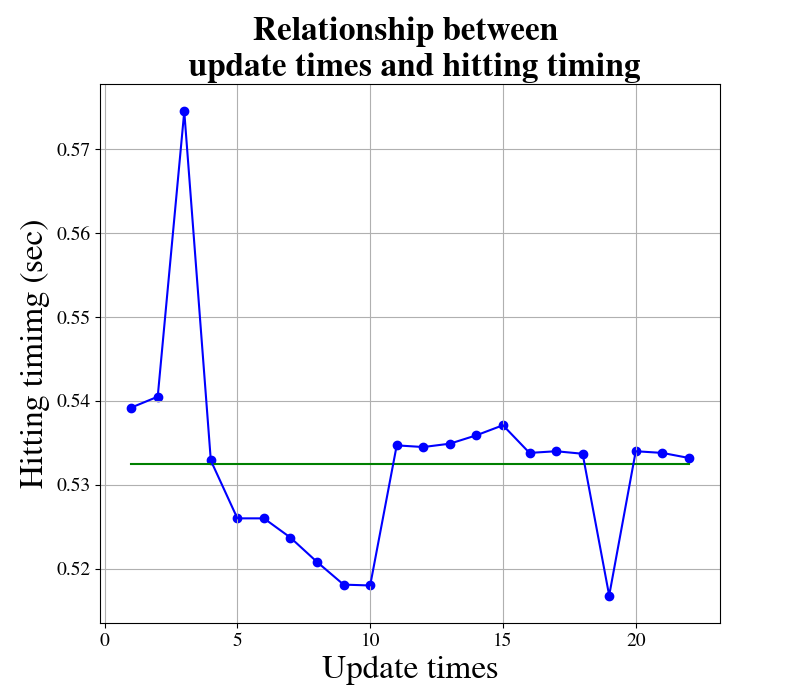 Relationship between
update times and hitting timing
0.57
0.56
0.55
0.54
0.53
0.52
Hitting timimg (sec)
0 5 10 15 20
Update times